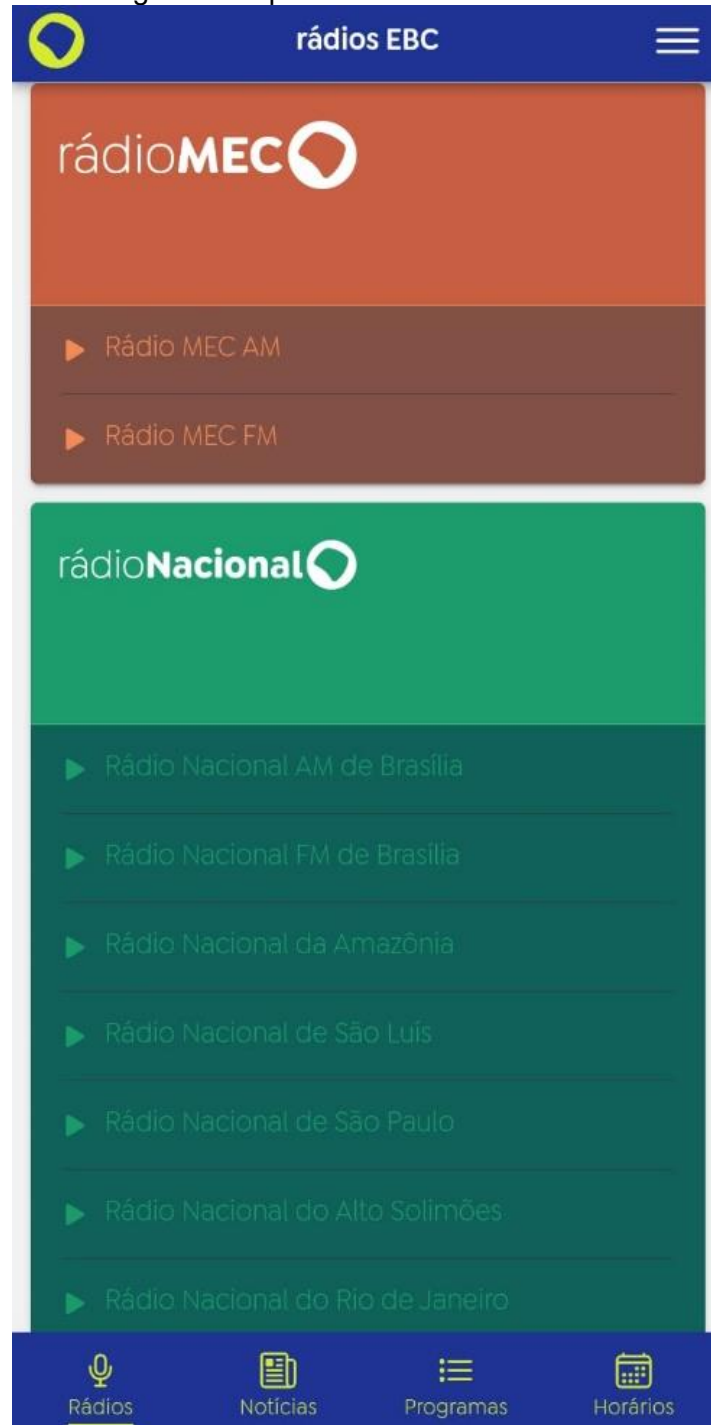 rádios EBC
rádioMEC
Rádio MEC AM
Rádio MEC FM
rádioNacional
Rádio Nacional AM de Brasília
Rádio Nacional FM de Brasília
Rádio Nacional da Amazônia
Rádio Nacional de São Luís
Rádio Nacional de São Paulo
Rádio Nacional do Alto Solimões
Rádio Nacional do Rio de Janeiro
Rádios Notícias Programas Horários